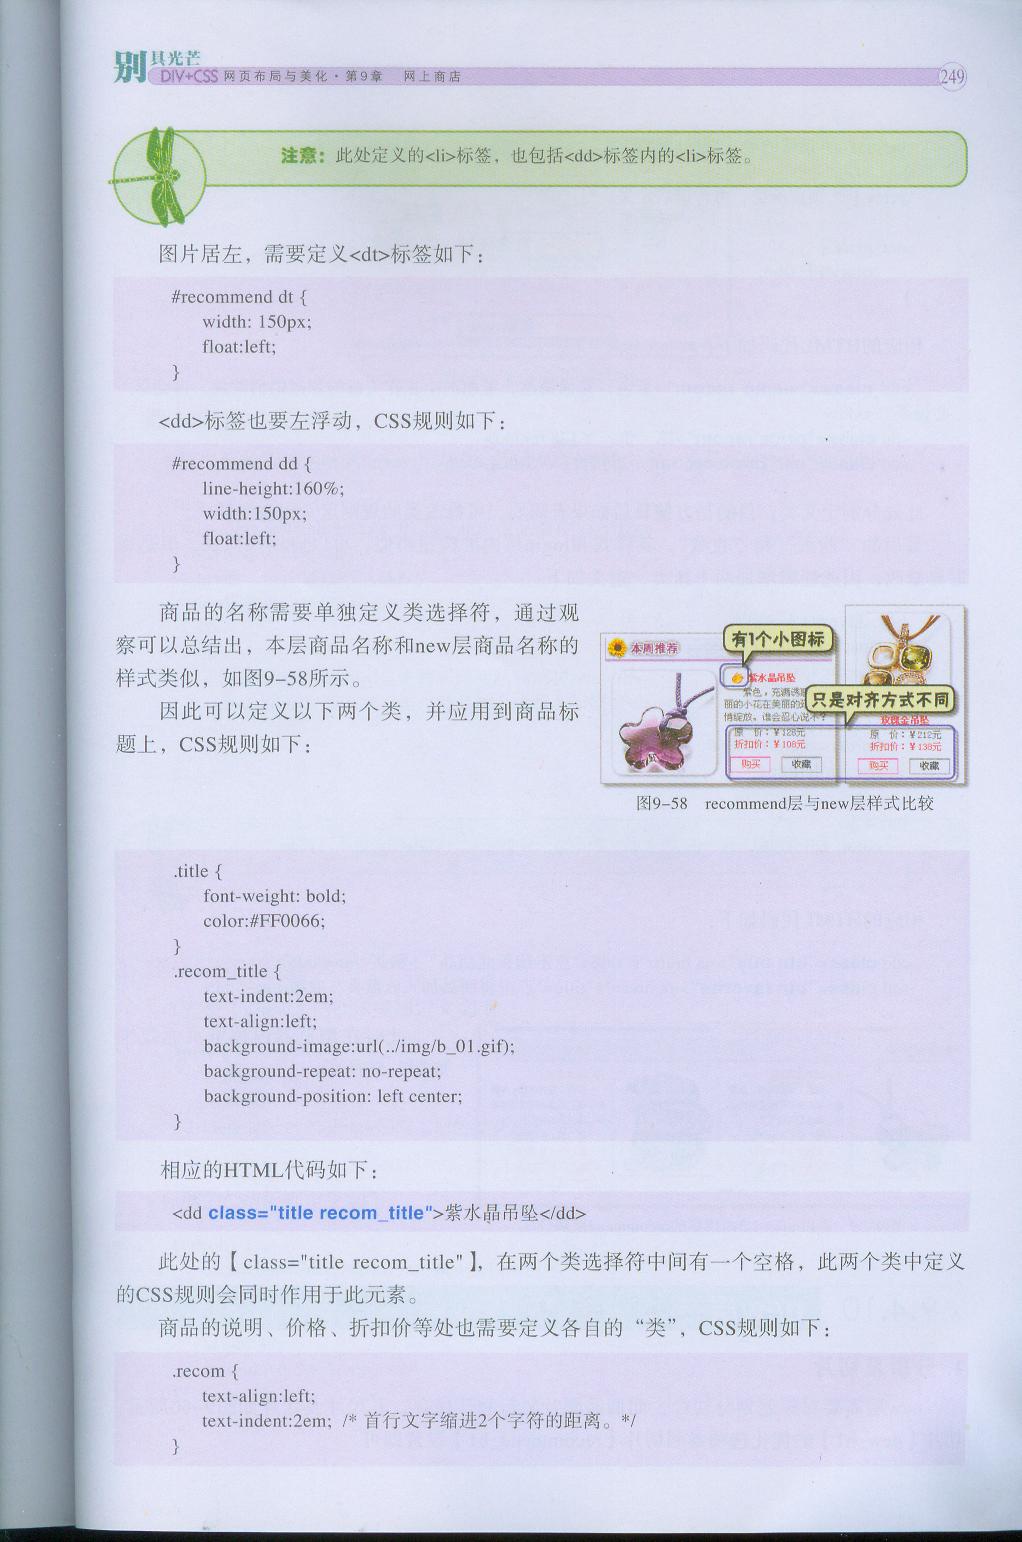 别具光芒
DIV+CSS 网页布局与美化·第9章 网上商店
249
注意：此处定义的<li>标签，也包括<dd>标签内的<li>标签。
图片居左，需要定义<dt>标签如下：
#recommend dt {
width: 150px;
float:left;
}
<dd>标签也要左浮动，CSS规则如下：
#recommend dd {
line-height:160%;
width:150px;
float:left;
}
商品的名称需要单独定义类选择符，通过观
察可以总结出，本层商品名称和new层商品名称的
样式类似，如图9-58所示。
因此可以定义以下两个类，并应用到商品标
题上，CSS规则如下：
有1个小图标
本周推荐
紫水晶吊坠
紫色，充满诱
丽的小花在美丽的
情绽放。谁会忍心说不？
只是对齐方式不同
玫瑰金吊坠
原 价：¥128元
折扣价：¥108元
购买 收藏
原 价：¥212元
折扣价：¥138元
购买 收藏
图9-58 recommend层与new层样式比较
.title {
font-weight: bold;
color:#FF0066;
}
.recom_title {
text-indent:2em;
text-align:left;
background-image:url(../img/b_01.gif);
background-repeat: no-repeat;
background-position: left center;
}
相应的HTML代码如下：
<dd class="title recom_title">紫水晶吊坠</dd>
此处的【class="title recom_title"】，在两个类选择符中间有一个空格，此两个类中定义
的CSS规则会同时作用于此元素。
商品的说明、价格、折扣价等处也需要定义各自的“类”，CSS规则如下：
.recom {
text-align:left;
text-indent:2em; /* 首行文字缩进2个字符的距离。*/
}